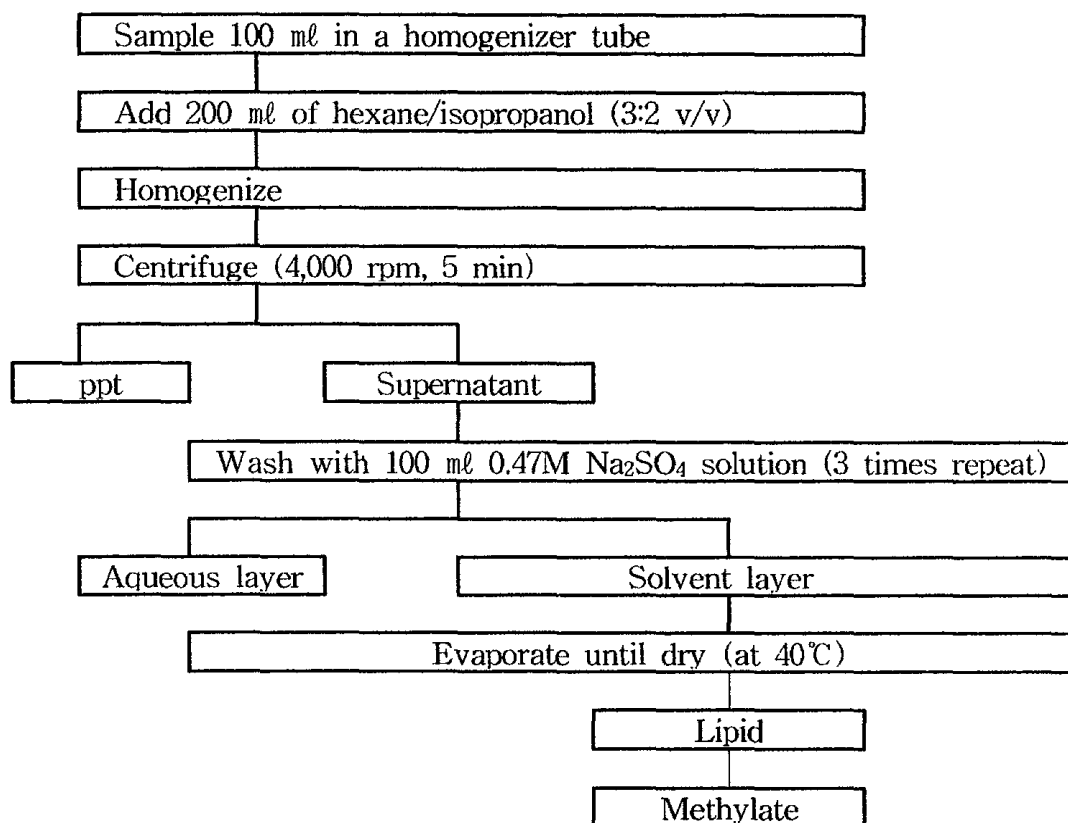 Sample 100 ㎖ in a homogenizer tube
Add 200 ㎖ of hexane/isopropanol (3:2 v/v)
Homogenize
Centrifuge (4,000 rpm, 5 min)
ppt
Supernatant
Wash with 100 ㎖ 0.47M Na₂SO₄ solution (3 times repeat)
Aqueous layer
Solvent layer
Evaporate until dry (at 40℃)
Lipid
Methylate